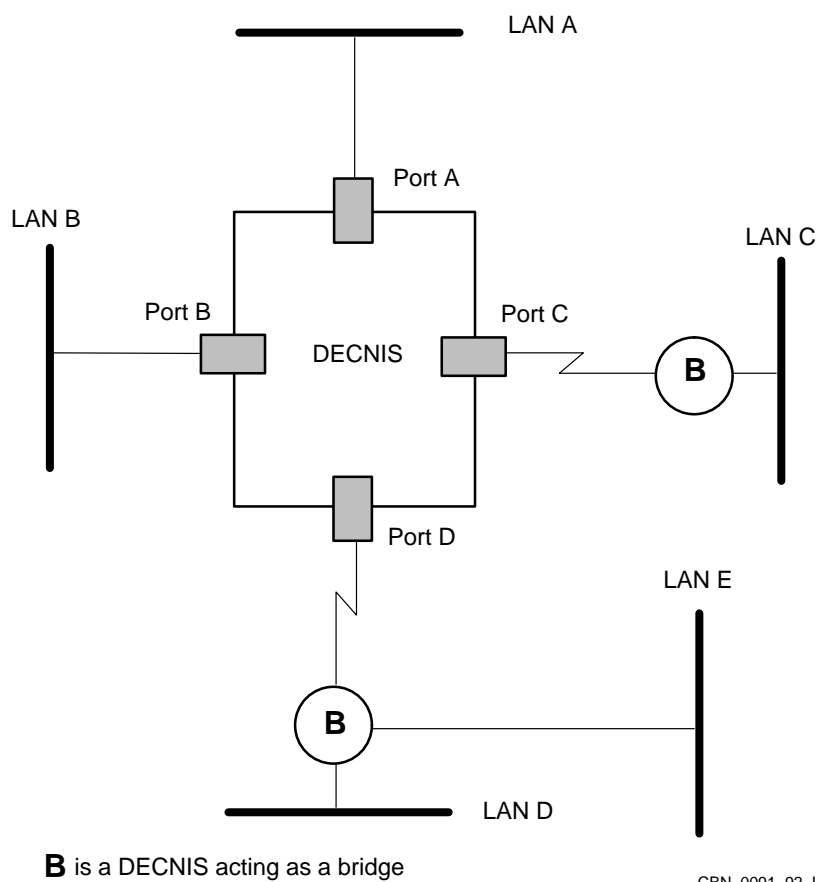 LAN A
Port A
LAN B
LAN C
Port B
Port C
DECNIS
B
Port D
LAN E
B
LAN D
B is a DECNIS acting as a bridge